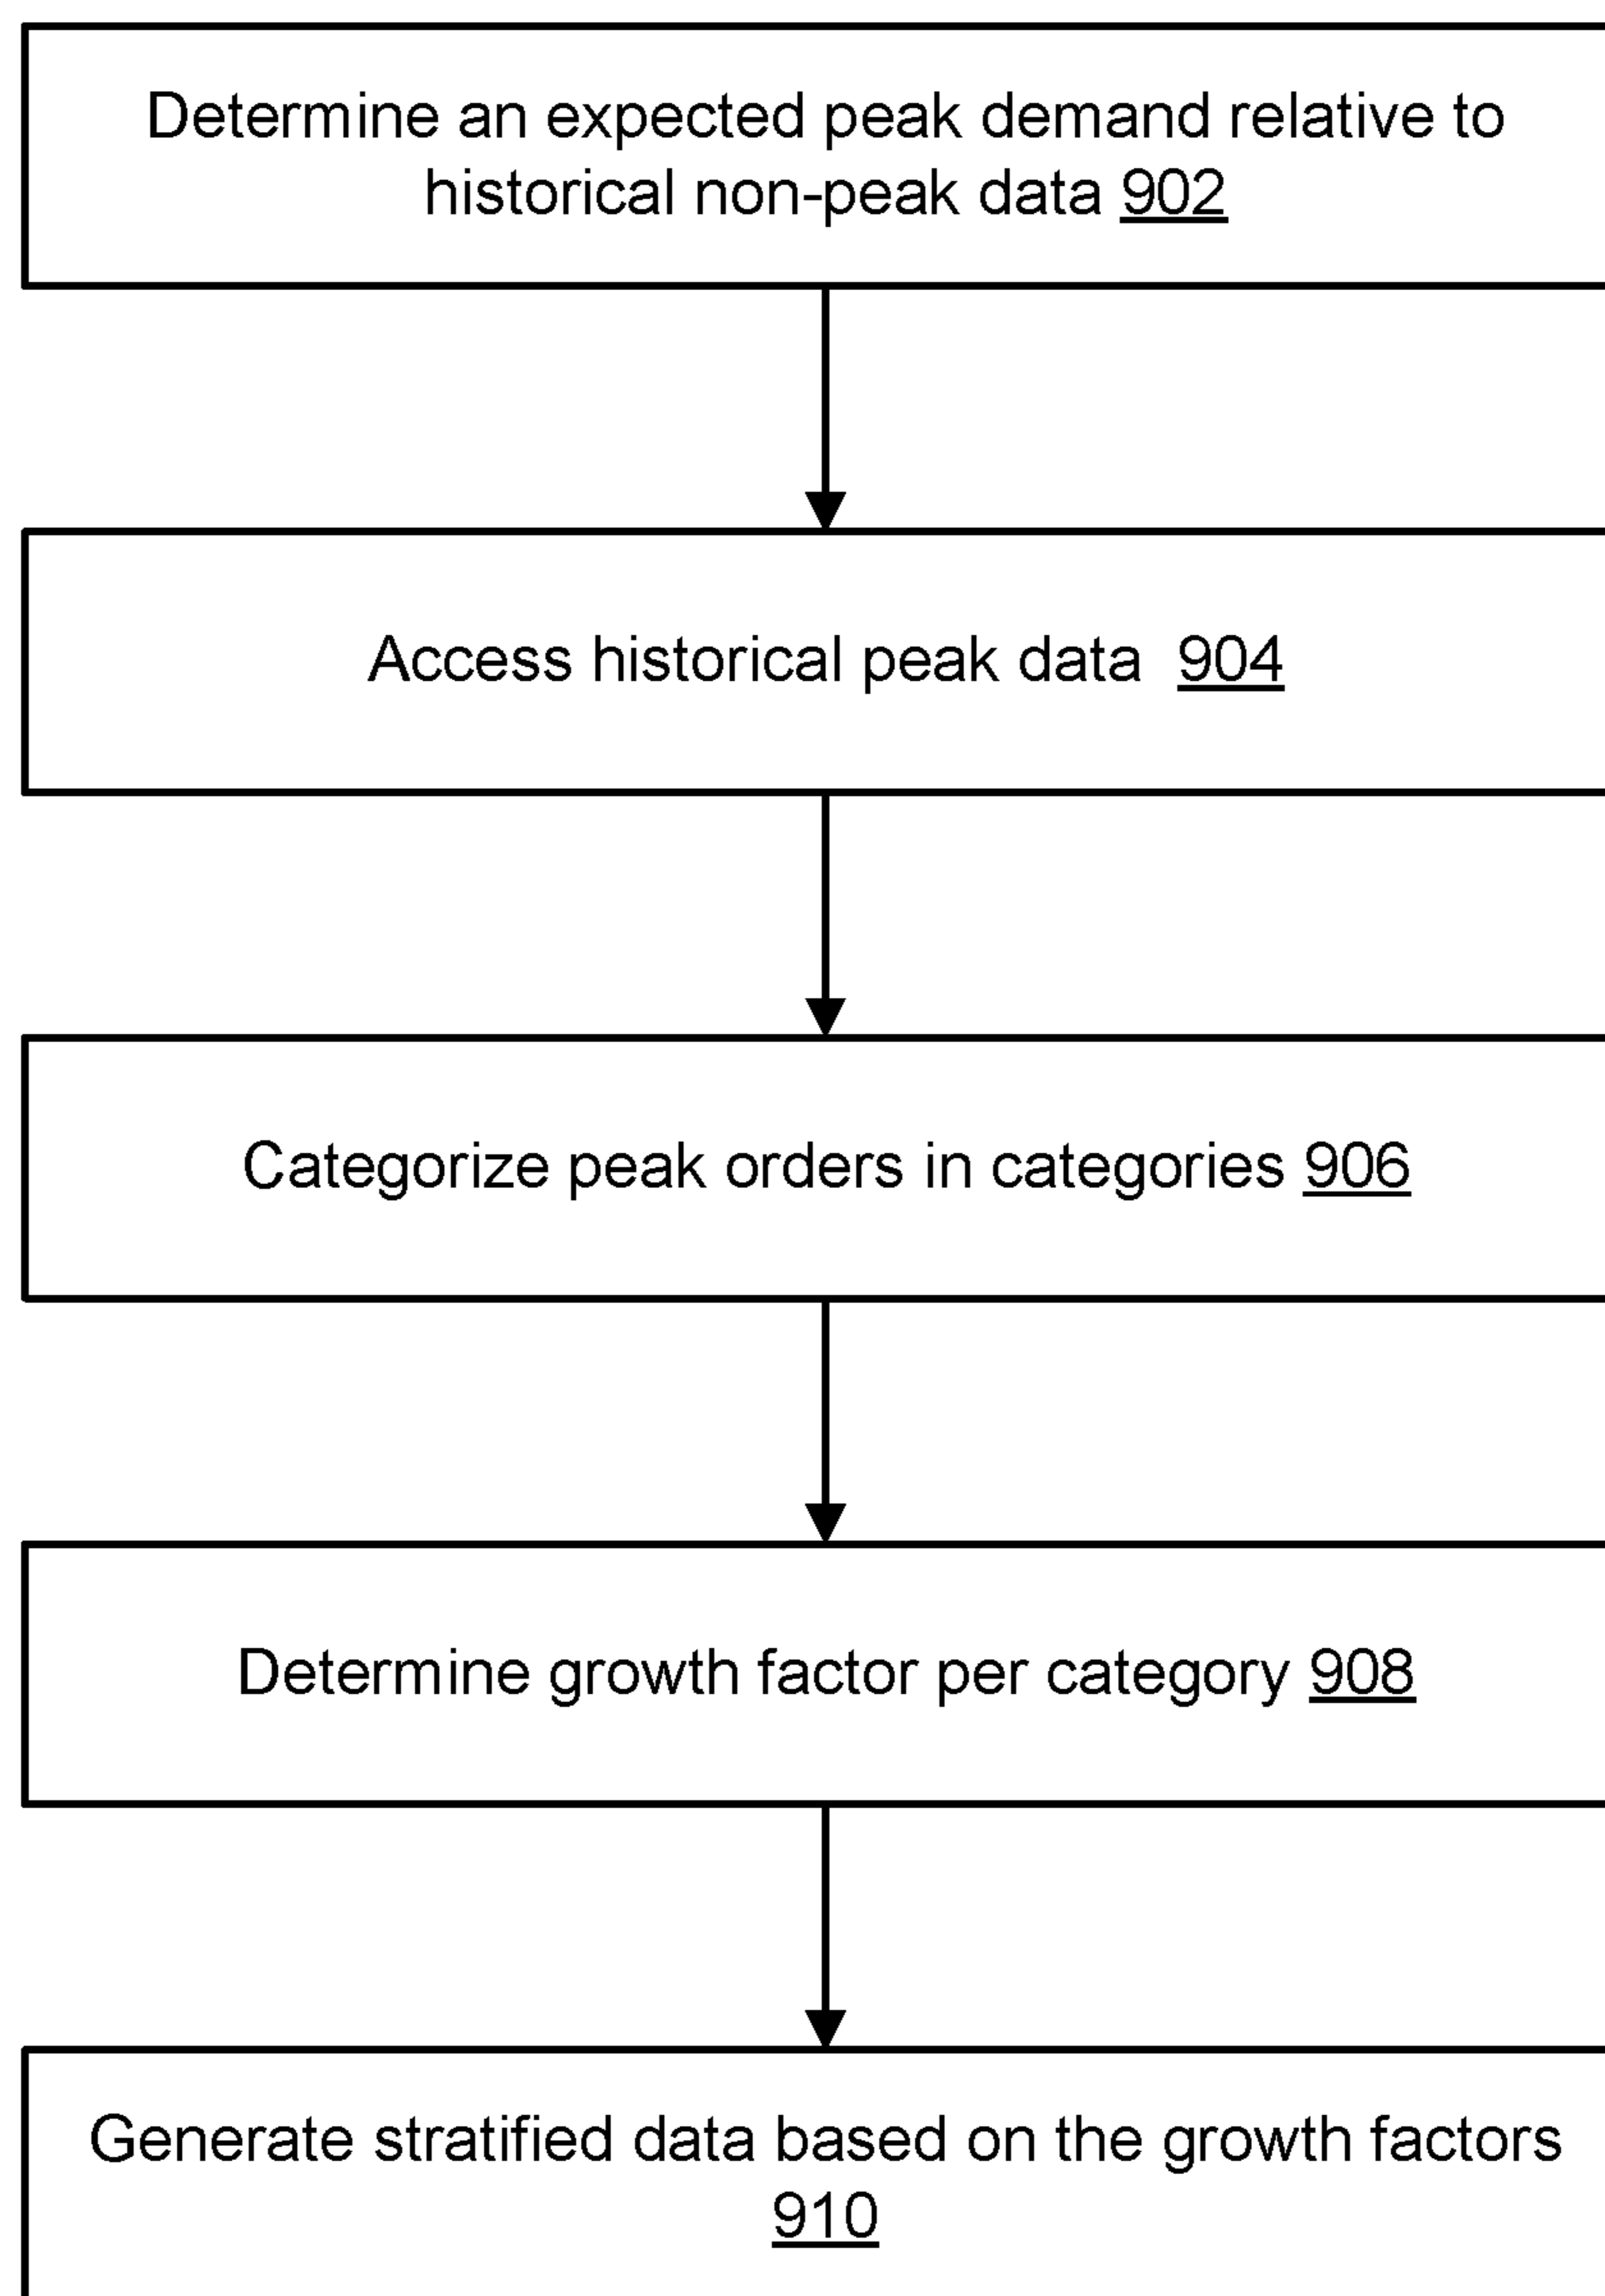 Determine an expected peak demand relative to
historical non-peak data 902
Access historical peak data 904
Categorize peak orders in categories 906
Determine growth factor per category 908
Generate stratified data based on the growth factors
910